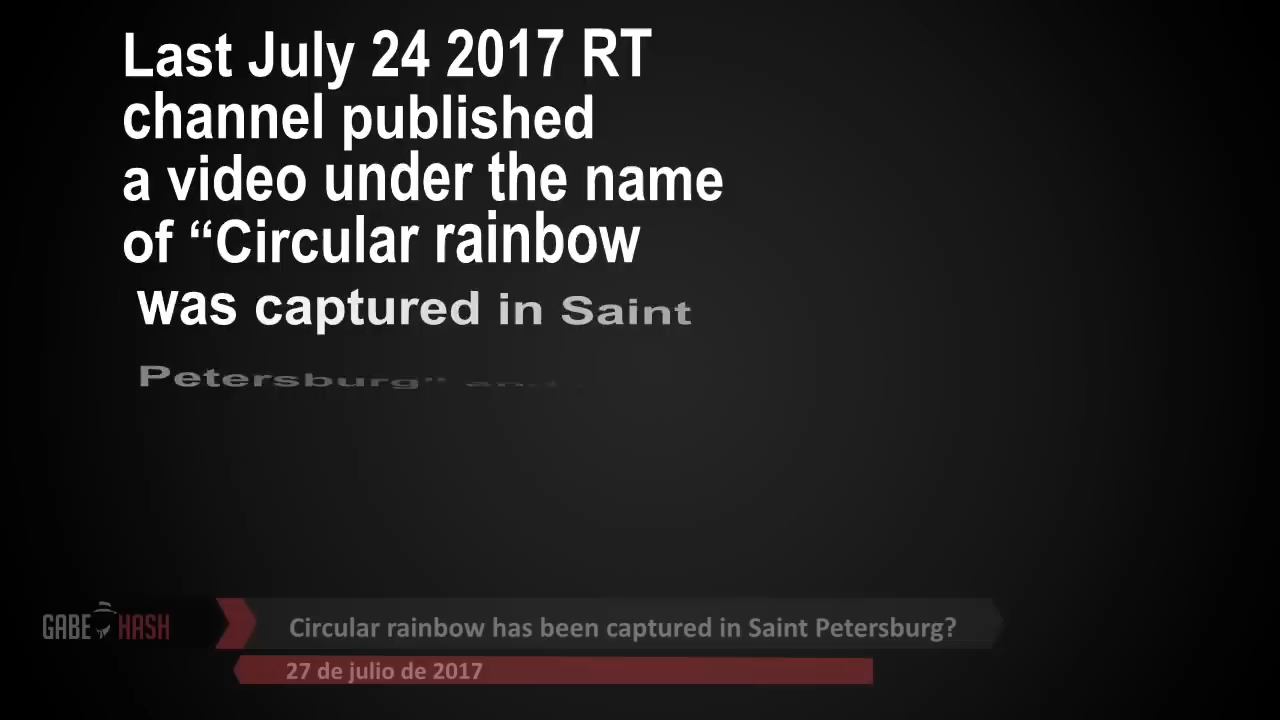 Last July 24 2017 RT
channel published
a video under the name
of “Circular rainbow
was captured in Saint
Petersburg”
GABE HASH
Circular rainbow has been captured in Saint Petersburg?
27 de julio de 2017